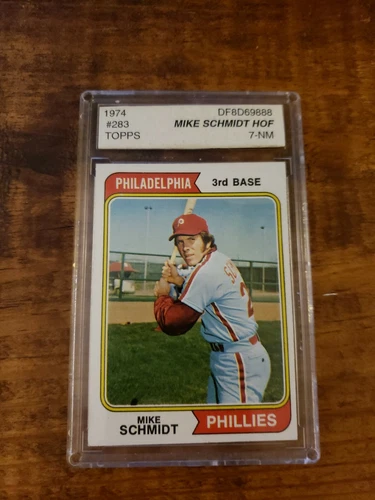 1974 DF8D69888
#283 MIKE SCHMIDT HOF
TOPPS 7-NM
PHILADELPHIA 3rd BASE
MIKE
SCHMIDT
PHILLIES